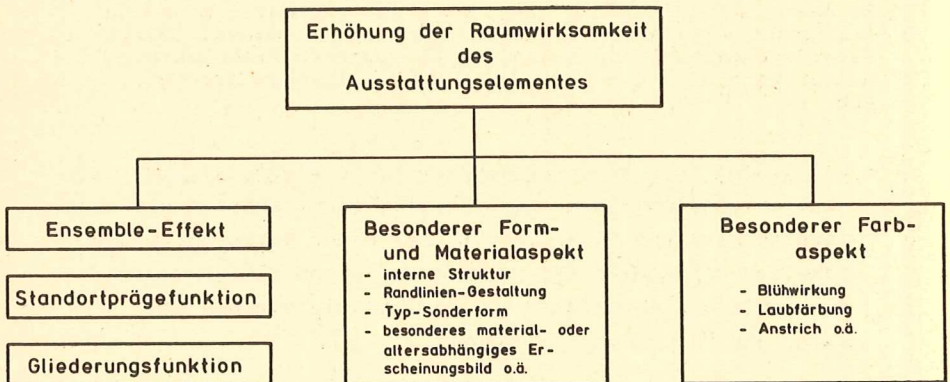 Erhöhung der Raumwirksamkeit
des
Ausstattungselementes
Ensemble-Effekt
Standortprägefunktion
Gliederungsfunktion
Besonderer Form-
und Materialaspekt
- interne Struktur
- Randlinien-Gestaltung
- Typ-Sonderform
- besonderes material- oder
altersabhängiges Er-
scheinungsbild o.ä.
Besonderer Farb-
aspekt
- Blühwirkung
- Laubfärbung
- Anstrich o.ä.